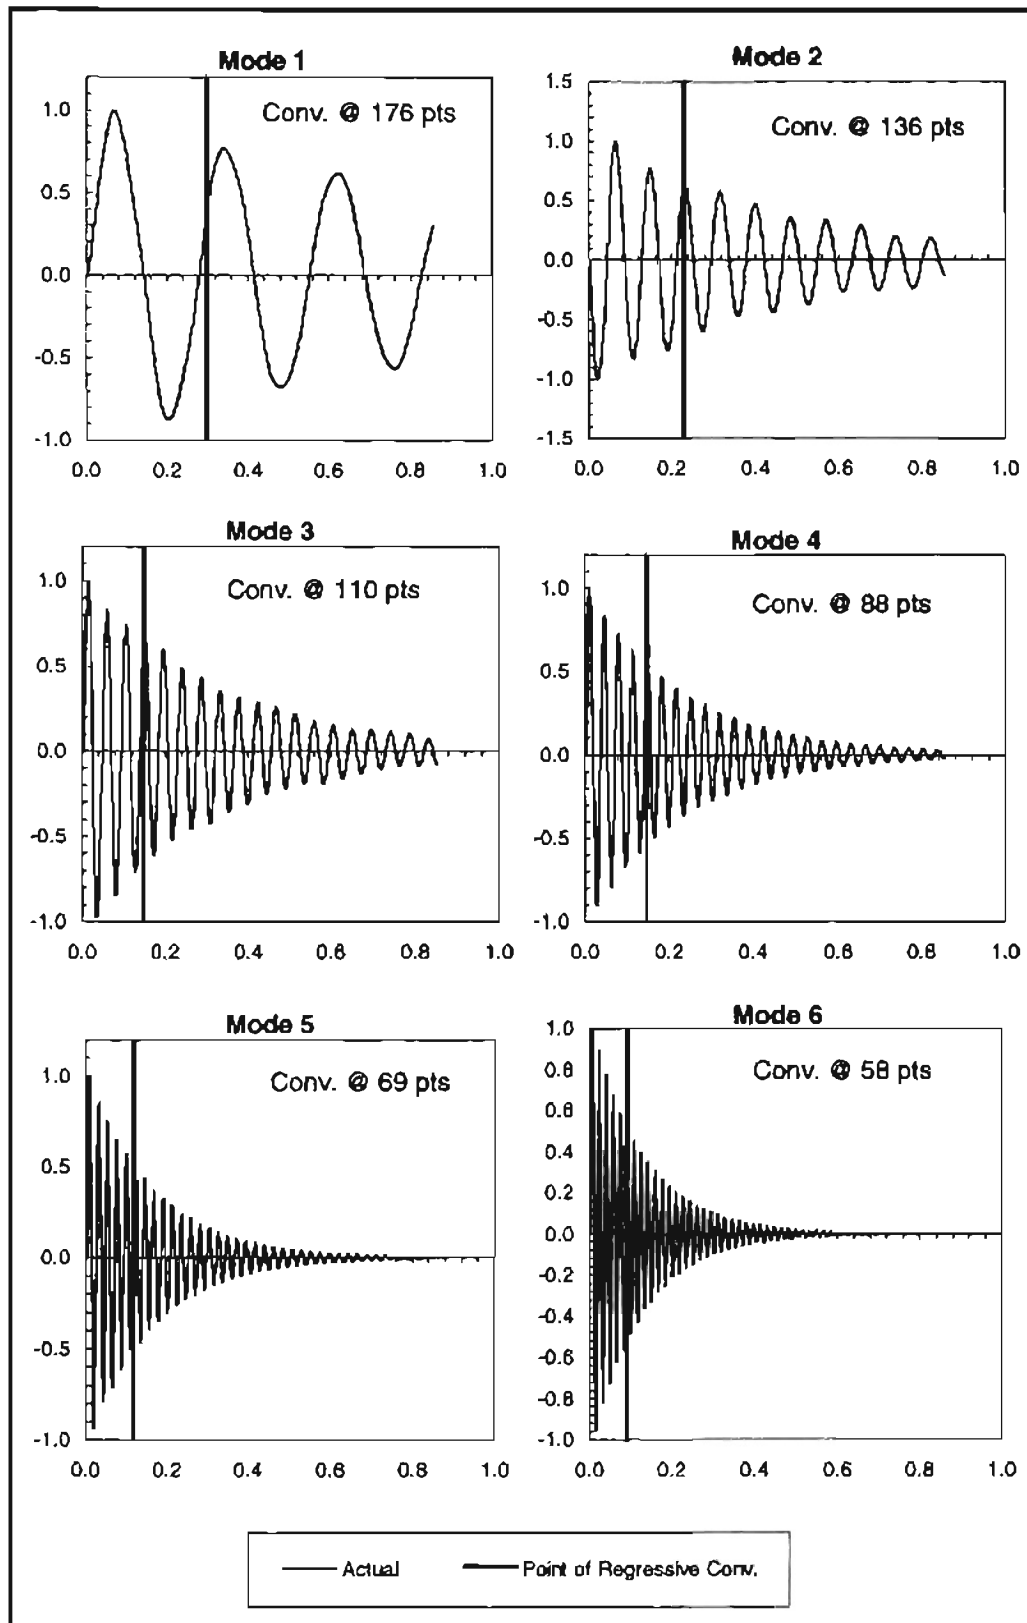 Mode 1
Conv. @ 176 pts
1.0
0.5
0.0
-0.5
-1.0
0.0 0.2 0.4 0.6 0.8 1.0
Mode 2
Conv. @ 136 pts
1.5
1.0
0.5
0.0
-0.5
-1.0
-1.5
0.0 0.2 0.4 0.6 0.8 1.0
Mode 3
Conv. @ 110 pts
1.0
0.5
0.0
-0.5
-1.0
0.0 0.2 0.4 0.6 0.8 1.0
Mode 4
Conv. @ 88 pts
1.0
0.5
0.0
-0.5
-1.0
0.0 0.2 0.4 0.6 0.8 1.0
Mode 5
Conv. @ 69 pts
1.0
0.5
0.0
-0.5
-1.0
0.0 0.2 0.4 0.6 0.8 1.0
Mode 6
Conv. @ 58 pts
1.0
0.8
0.6
0.4
0.2
0.0
-0.2
-0.4
-0.6
-0.8
-1.0
0.0 0.2 0.4 0.6 0.8 1.0
Actual Point of Regressive Conv.